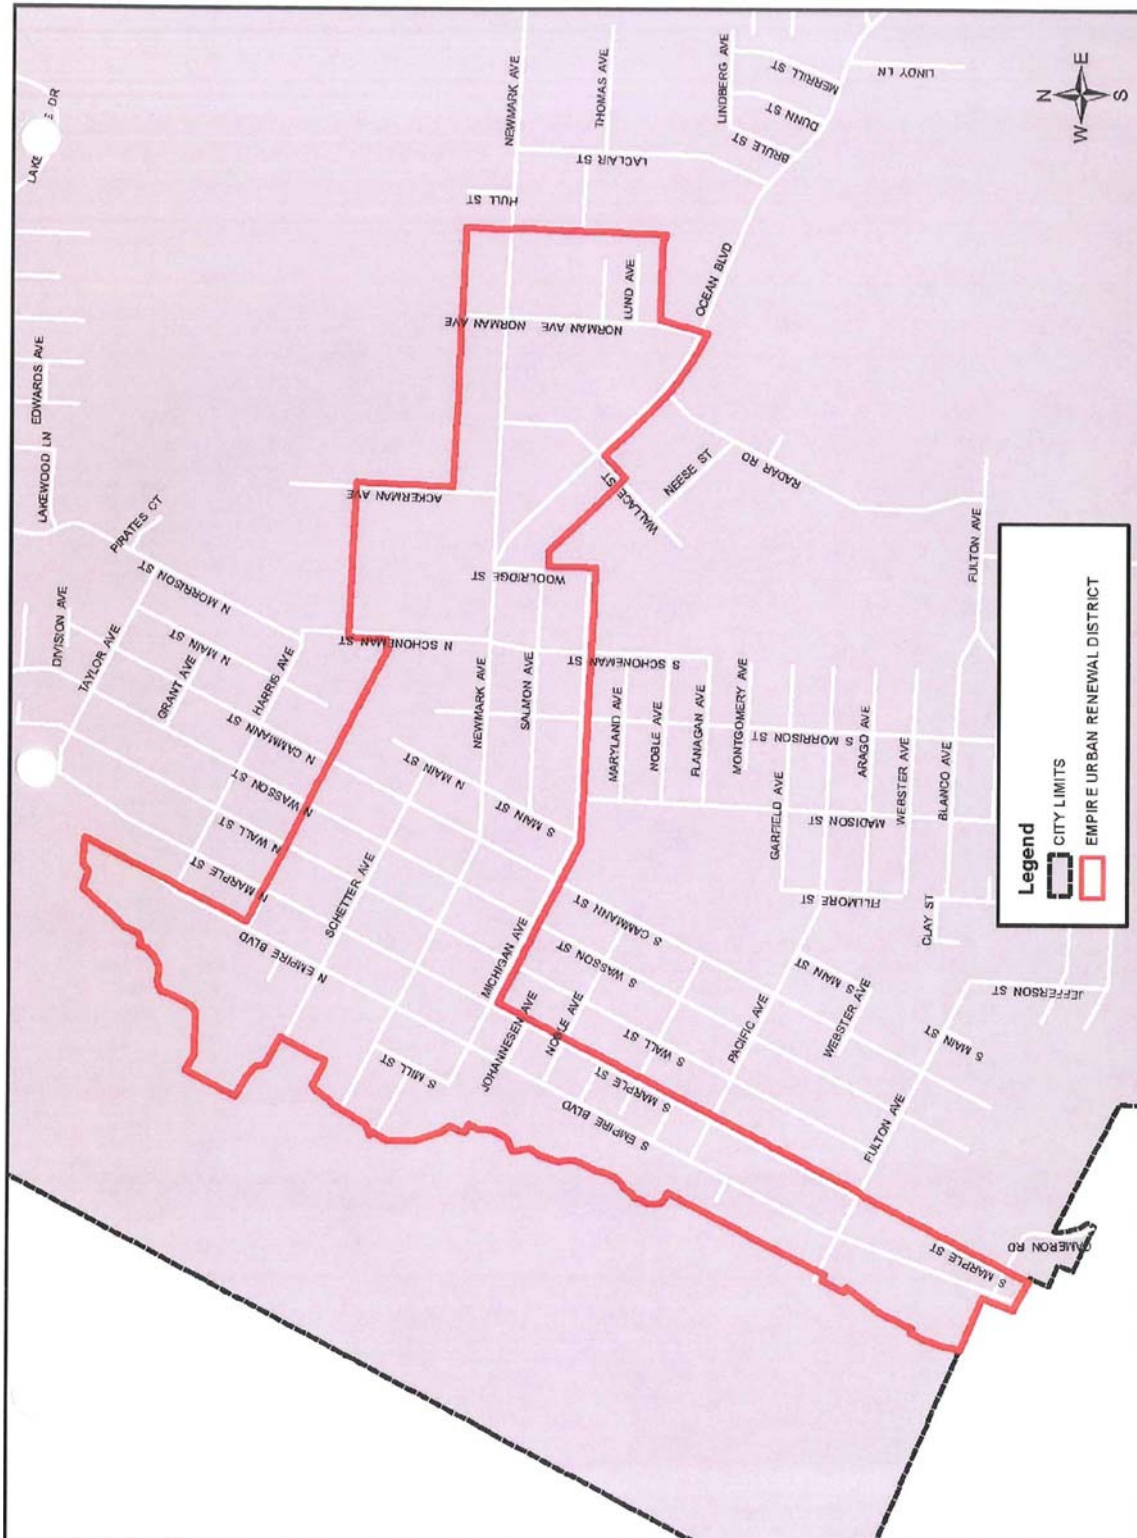 LAKE
S DR
EDWARDS AVE
LAKEWOOD LN
PIRATES CT
DIVISION AVE
TAYLOR AVE
N MORRISON ST
N MAIN ST
GRANT AVE
HARRIS AVE
N CAMMANN ST
N WASSON ST
N WALL ST
N MARPLE ST
N EMPIRE BLVD
SCHETTER AVE
N SCHONEMAN ST
ACKERMAN AVE
NEWMARK AVE
HULL ST
THOMAS AVE
LACLAIR ST
LINDBERG AVE
MERRILL ST
DUNN ST
BRULE ST
LINDY LN
N
W
E
S
NORMAN AVE
NORMAN AVE
LUND AVE
OCEAN BLVD
WALLACE ST
NEESE ST
RADAR RD
WOOLRIDGE ST
NEWMARK AVE
SALMON AVE
N MAIN ST
S MAIN ST
S SCHONEMAN ST
MARYLAND AVE
NOBLE AVE
FLANAGAN AVE
MONTGOMERY AVE
S MORRISON ST
MADISON ST
GARFIELD AVE
ARAGO AVE
WEBSTER AVE
BLANCO AVE
FULTON AVE
FILLMORE ST
CLAY ST
MICHIGAN AVE
S MILL ST
JOHANNESEN AVE
NOBLE AVE
S CAMMANN ST
S WASSON ST
S WALL ST
S MARPLE ST
S EMPIRE BLVD
PACIFIC AVE
S MAIN ST
WEBSTER AVE
JEFFERSON ST
S MAIN ST
FULTON AVE
S MARPLE ST
CAMERON RD
Legend
CITY LIMITS
EMPIRE URBAN RENEWAL DISTRICT